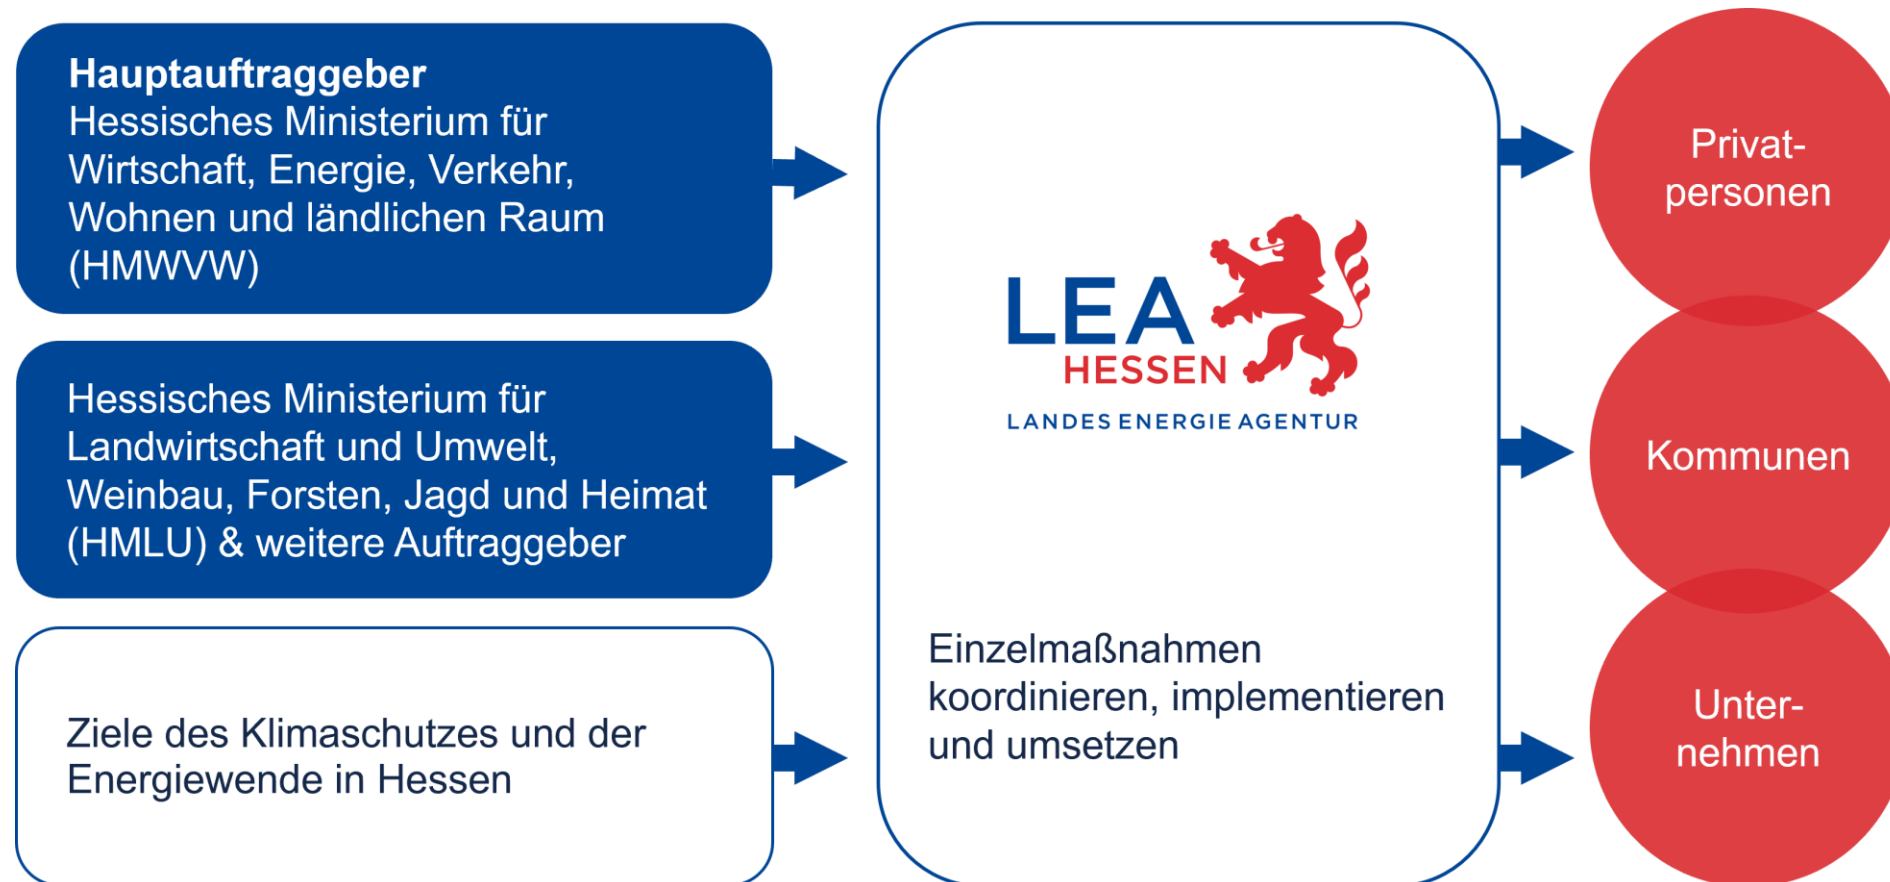 Hauptauftraggeber
Hessisches Ministerium für
Wirtschaft, Energie, Verkehr,
Wohnen und ländlichen Raum
(HMWVW)
Hessisches Ministerium für
Landwirtschaft und Umwelt,
Weinbau, Forsten, Jagd und Heimat
(HMLU) & weitere Auftraggeber
Ziele des Klimaschutzes und der
Energiewende in Hessen
LEA
HESSEN
LANDES ENERGIE AGENTUR
Einzelmaßnahmen
koordinieren, implementieren
und umsetzen
Privat-
personen
Kommunen
Unter-
nehmen